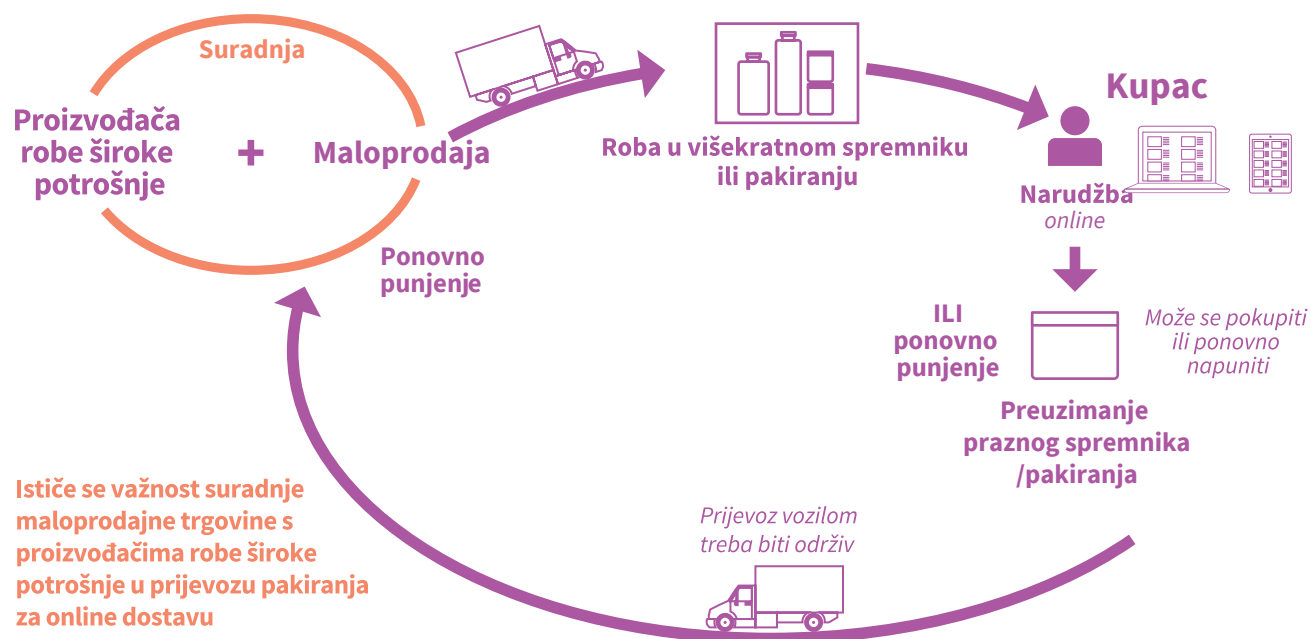 Suradnja
Proizvođača
robe široke
potrošnje
+
Maloprodaja
Roba u višekratnom spremniku
ili pakiranju
Kupac
Narudžba
online
Ponovno
punjenje
ILI
ponovno
punjenje
Može se pokupiti
ili ponovno
napuniti
Preuzimanje
praznog spremnika
/pakiranja
Prijevoz vozilom
treba biti održiv
Ističe se važnost suradnje
maloprodajne trgovine s
proizvođačima robe široke
potrošnje u prijevozu pakiranja
za online dostavu